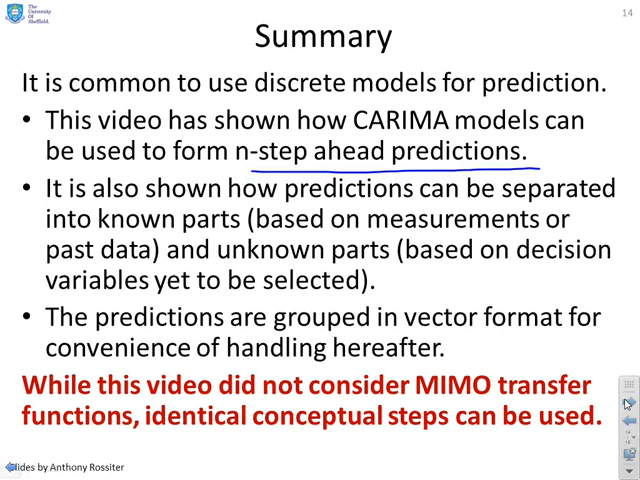 The
University
Of
Sheffield.
14
Summary
It is common to use discrete models for prediction.
• This video has shown how CARIMA models can
be used to form n-step ahead predictions.
• It is also shown how predictions can be separated
into known parts (based on measurements or
past data) and unknown parts (based on decision
variables yet to be selected).
• The predictions are grouped in vector format for
convenience of handling hereafter.
While this video did not consider MIMO transfer
functions, identical conceptual steps can be used.
lides by Anthony Rossiter